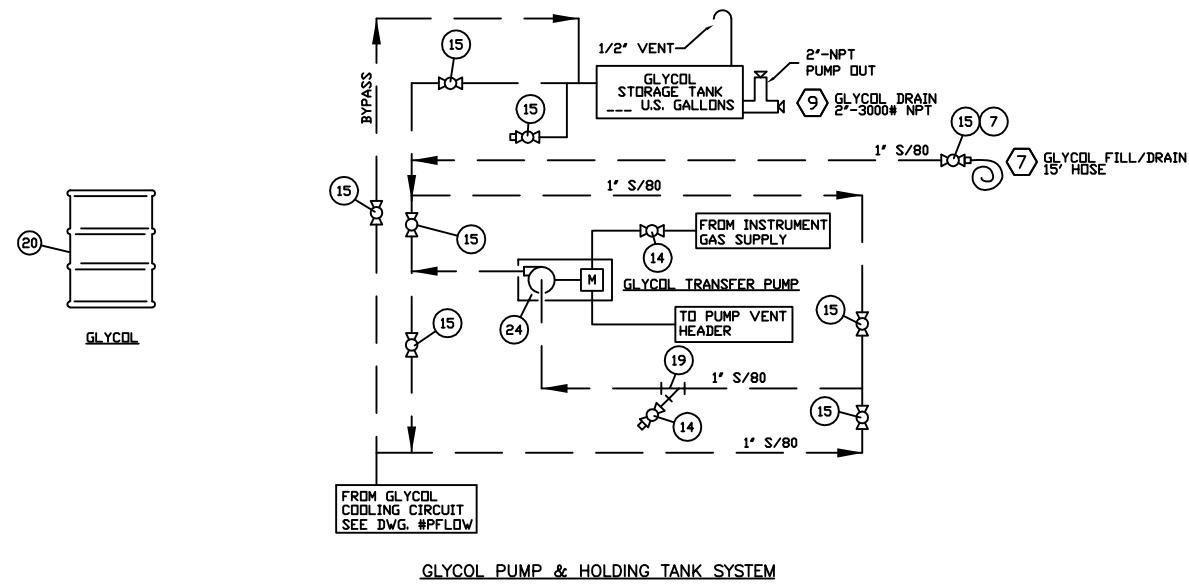 1/2" VENT
2"-NPT
PUMP OUT
15
GLYCOL
STORAGE TANK
___ U.S. GALLONS
9
GLYCOL DRAIN
2"-3000# NPT
BYPASS
15
15
7
1" S/80
7
GLYCOL FILL/DRAIN
15' HOSE
1" S/80
15
20
15
FROM INSTRUMENT
GAS SUPPLY
14
M
GLYCOL TRANSFER PUMP
24
TO PUMP VENT
HEADER
15
15
GLYCOL
19
1" S/80
14
15
1" S/80
FROM GLYCOL
COOLING CIRCUIT
SEE DWG. #PFLOW
GLYCOL PUMP & HOLDING TANK SYSTEM